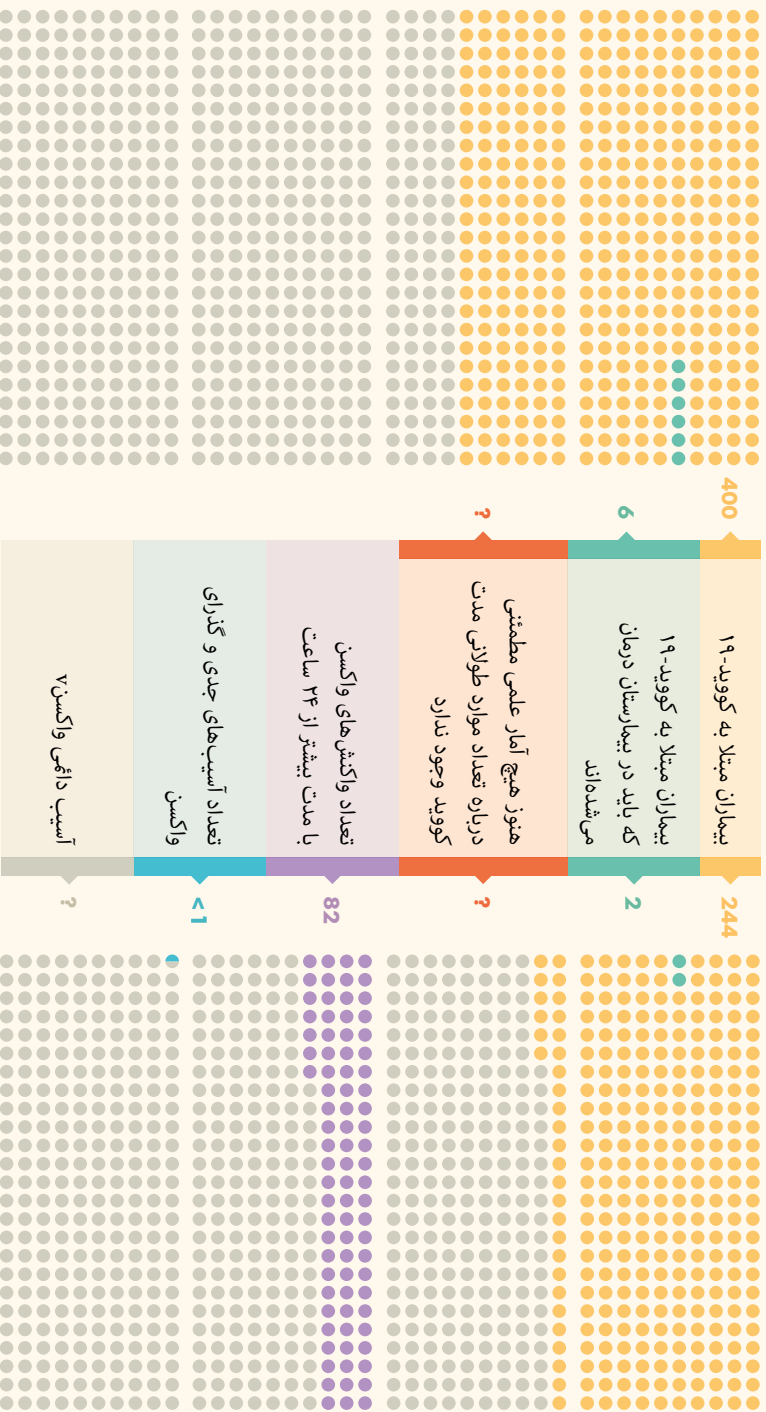 400
بیماران مبتلا به کووید-۱۹
244
6
بیماران مبتلا به کووید-۱۹
که باید در بیمارستان درمان
می‌شده‌اند
2
?
هنوز هیچ آمار علمی مطمئنی
درباره تعداد موارد طولانی مدت
کووید وجود ندارد
?
تعداد واکنش‌های واکسن
با مدت بیشتر از ۲۴ ساعت
82
تعداد آسیب‌های جدی و گذرای
واکسن
<1
آسیب دائمی واکسن۷
?